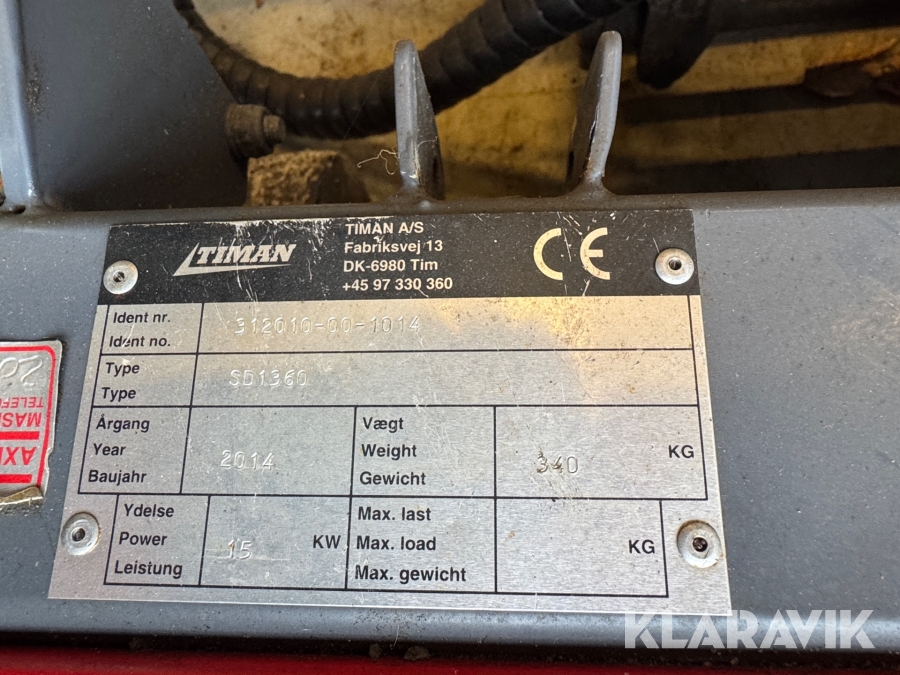 KLARAVIK
TIMAN
TIMAN A/S
Fabriksvej 13
DK-6980 Tim
+45 97 330 360
CE
Ident nr.
Ident no.
312010-00-1014
Type
Type
SD1360
Årgang
Year
Baujahr
2014
Vægt
Weight
Gewicht
340
KG
Ydelse
Power
Leistung
15
KW
Max. last
Max. load
Max. gewicht
KG
KLARAVIK